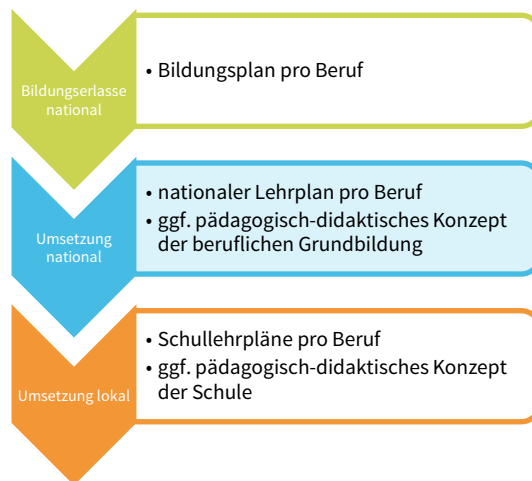 Bildungserlasse
national
• Bildungsplan pro Beruf
Umsetzung
national
• nationaler Lehrplan pro Beruf
• ggf. pädagogisch-didaktisches Konzept
der beruflichen Grundbildung
Umsetzung lokal
• Schullehrpläne pro Beruf
• ggf. pädagogisch-didaktisches Konzept
der Schule